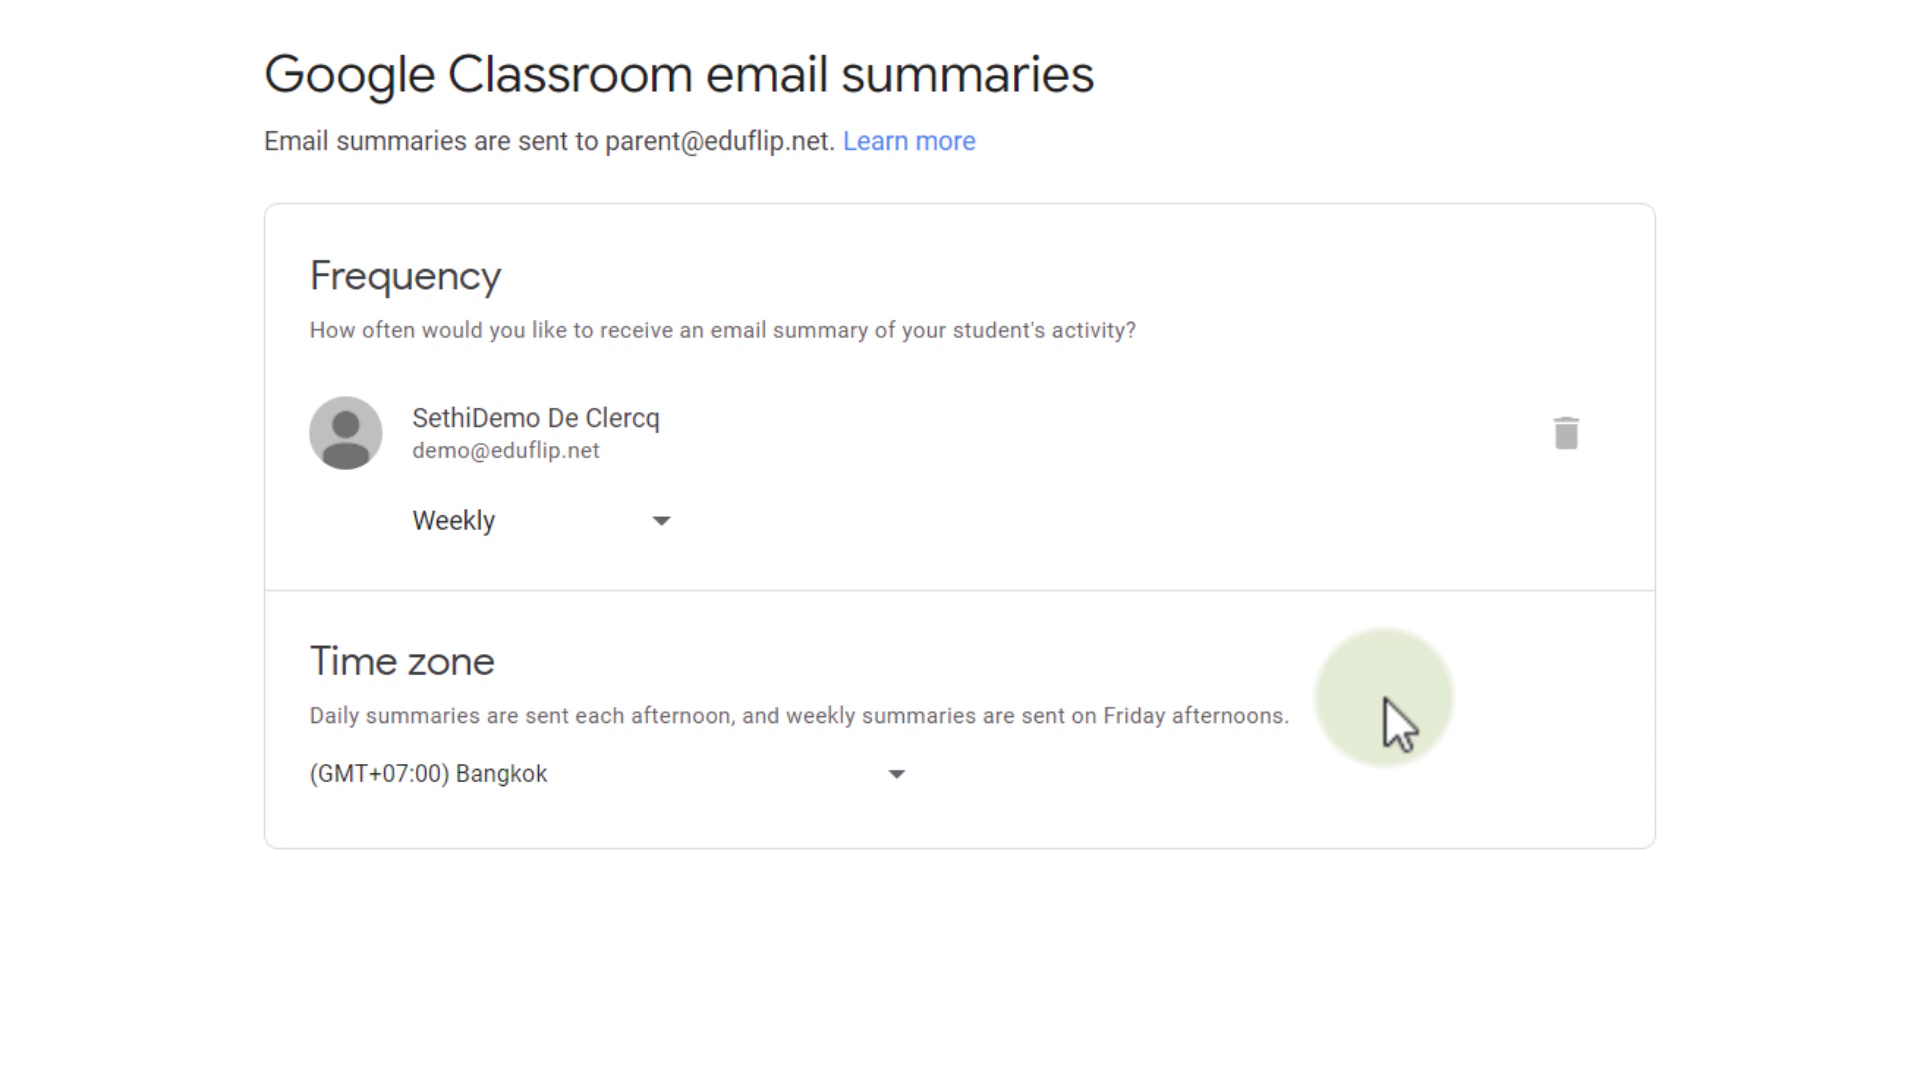 Google Classroom email summaries
Email summaries are sent to parent@eduflip.net. Learn more
Frequency
How often would you like to receive an email summary of your student's activity?
SethiDemo De Clercq
demo@eduflip.net
Weekly
Time zone
Daily summaries are sent each afternoon, and weekly summaries are sent on Friday afternoons.
(GMT+07:00) Bangkok